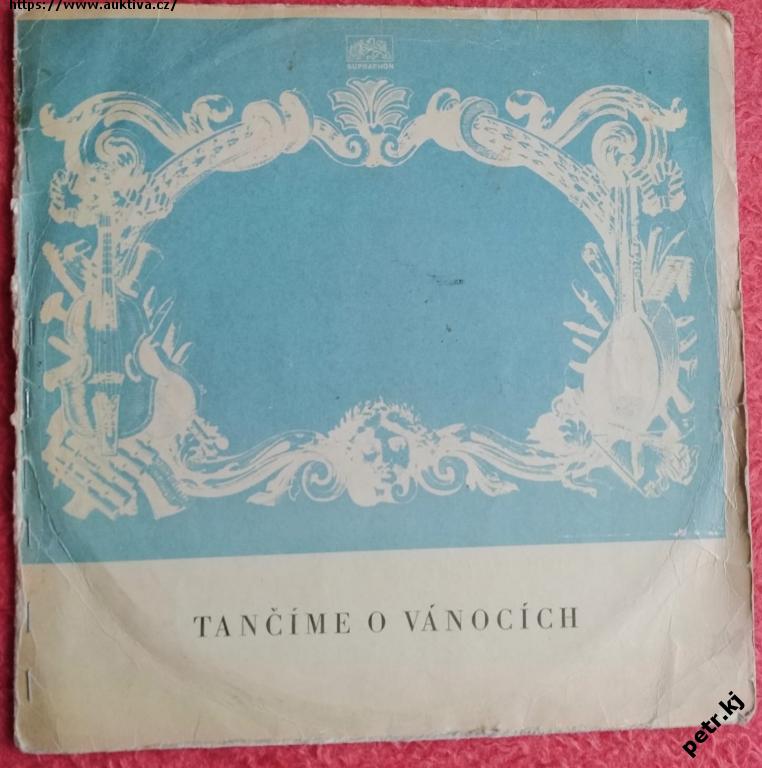 https://www.auktiva.cz/
SUPRAPHON
TANČÍME O VÁNOCÍCH
petr.kj